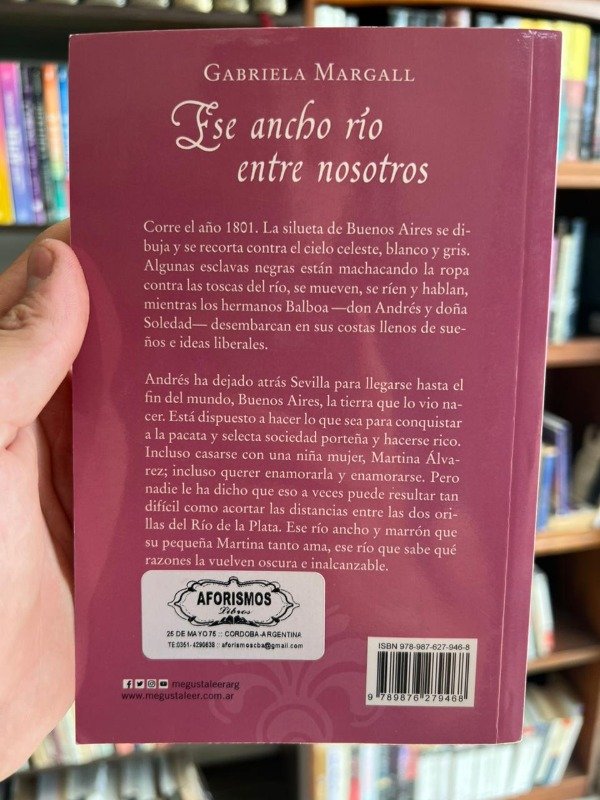 GABRIELA MARGALL
Ese ancho río
entre nosotros
Corre el año 1801. La silueta de Buenos Aires se di-
buja y se recorta contra el cielo celeste, blanco y gris.
Algunas esclavas negras están machacando la ropa
contra las toscas del río, se mueven, se ríen y hablan,
mientras los hermanos Balboa —don Andrés y doña
Soledad— desembarcan en sus costas llenos de sue-
ños e ideas liberales.
Andrés ha dejado atrás Sevilla para llegarse hasta el
fin del mundo, Buenos Aires, la tierra que lo vio na-
cer. Está dispuesto a hacer lo que sea para conquistar
a la pacata y selecta sociedad porteña y hacerse rico.
Incluso casarse con una niña mujer, Martina Álva-
rez; incluso querer enamorarla y enamorarse. Pero
nadie le ha dicho que eso a veces puede resultar tan
difícil como acortar las distancias entre las dos ori-
llas del Río de la Plata. Ese río ancho y marrón que
su pequeña Martina tanto ama, ese río que sabe qué
razones la vuelven oscura e inalcanzable.
AFORISMOS
Libros
25 DE MAYO 75 :: CORDOBA-ARGENTINA
TE:0351- 4290838 :: aforismoscba@gmail.com
megustaleerarg
www.megustaleer.com.ar
ISBN 978-987-627-946-8
9 789876 279468